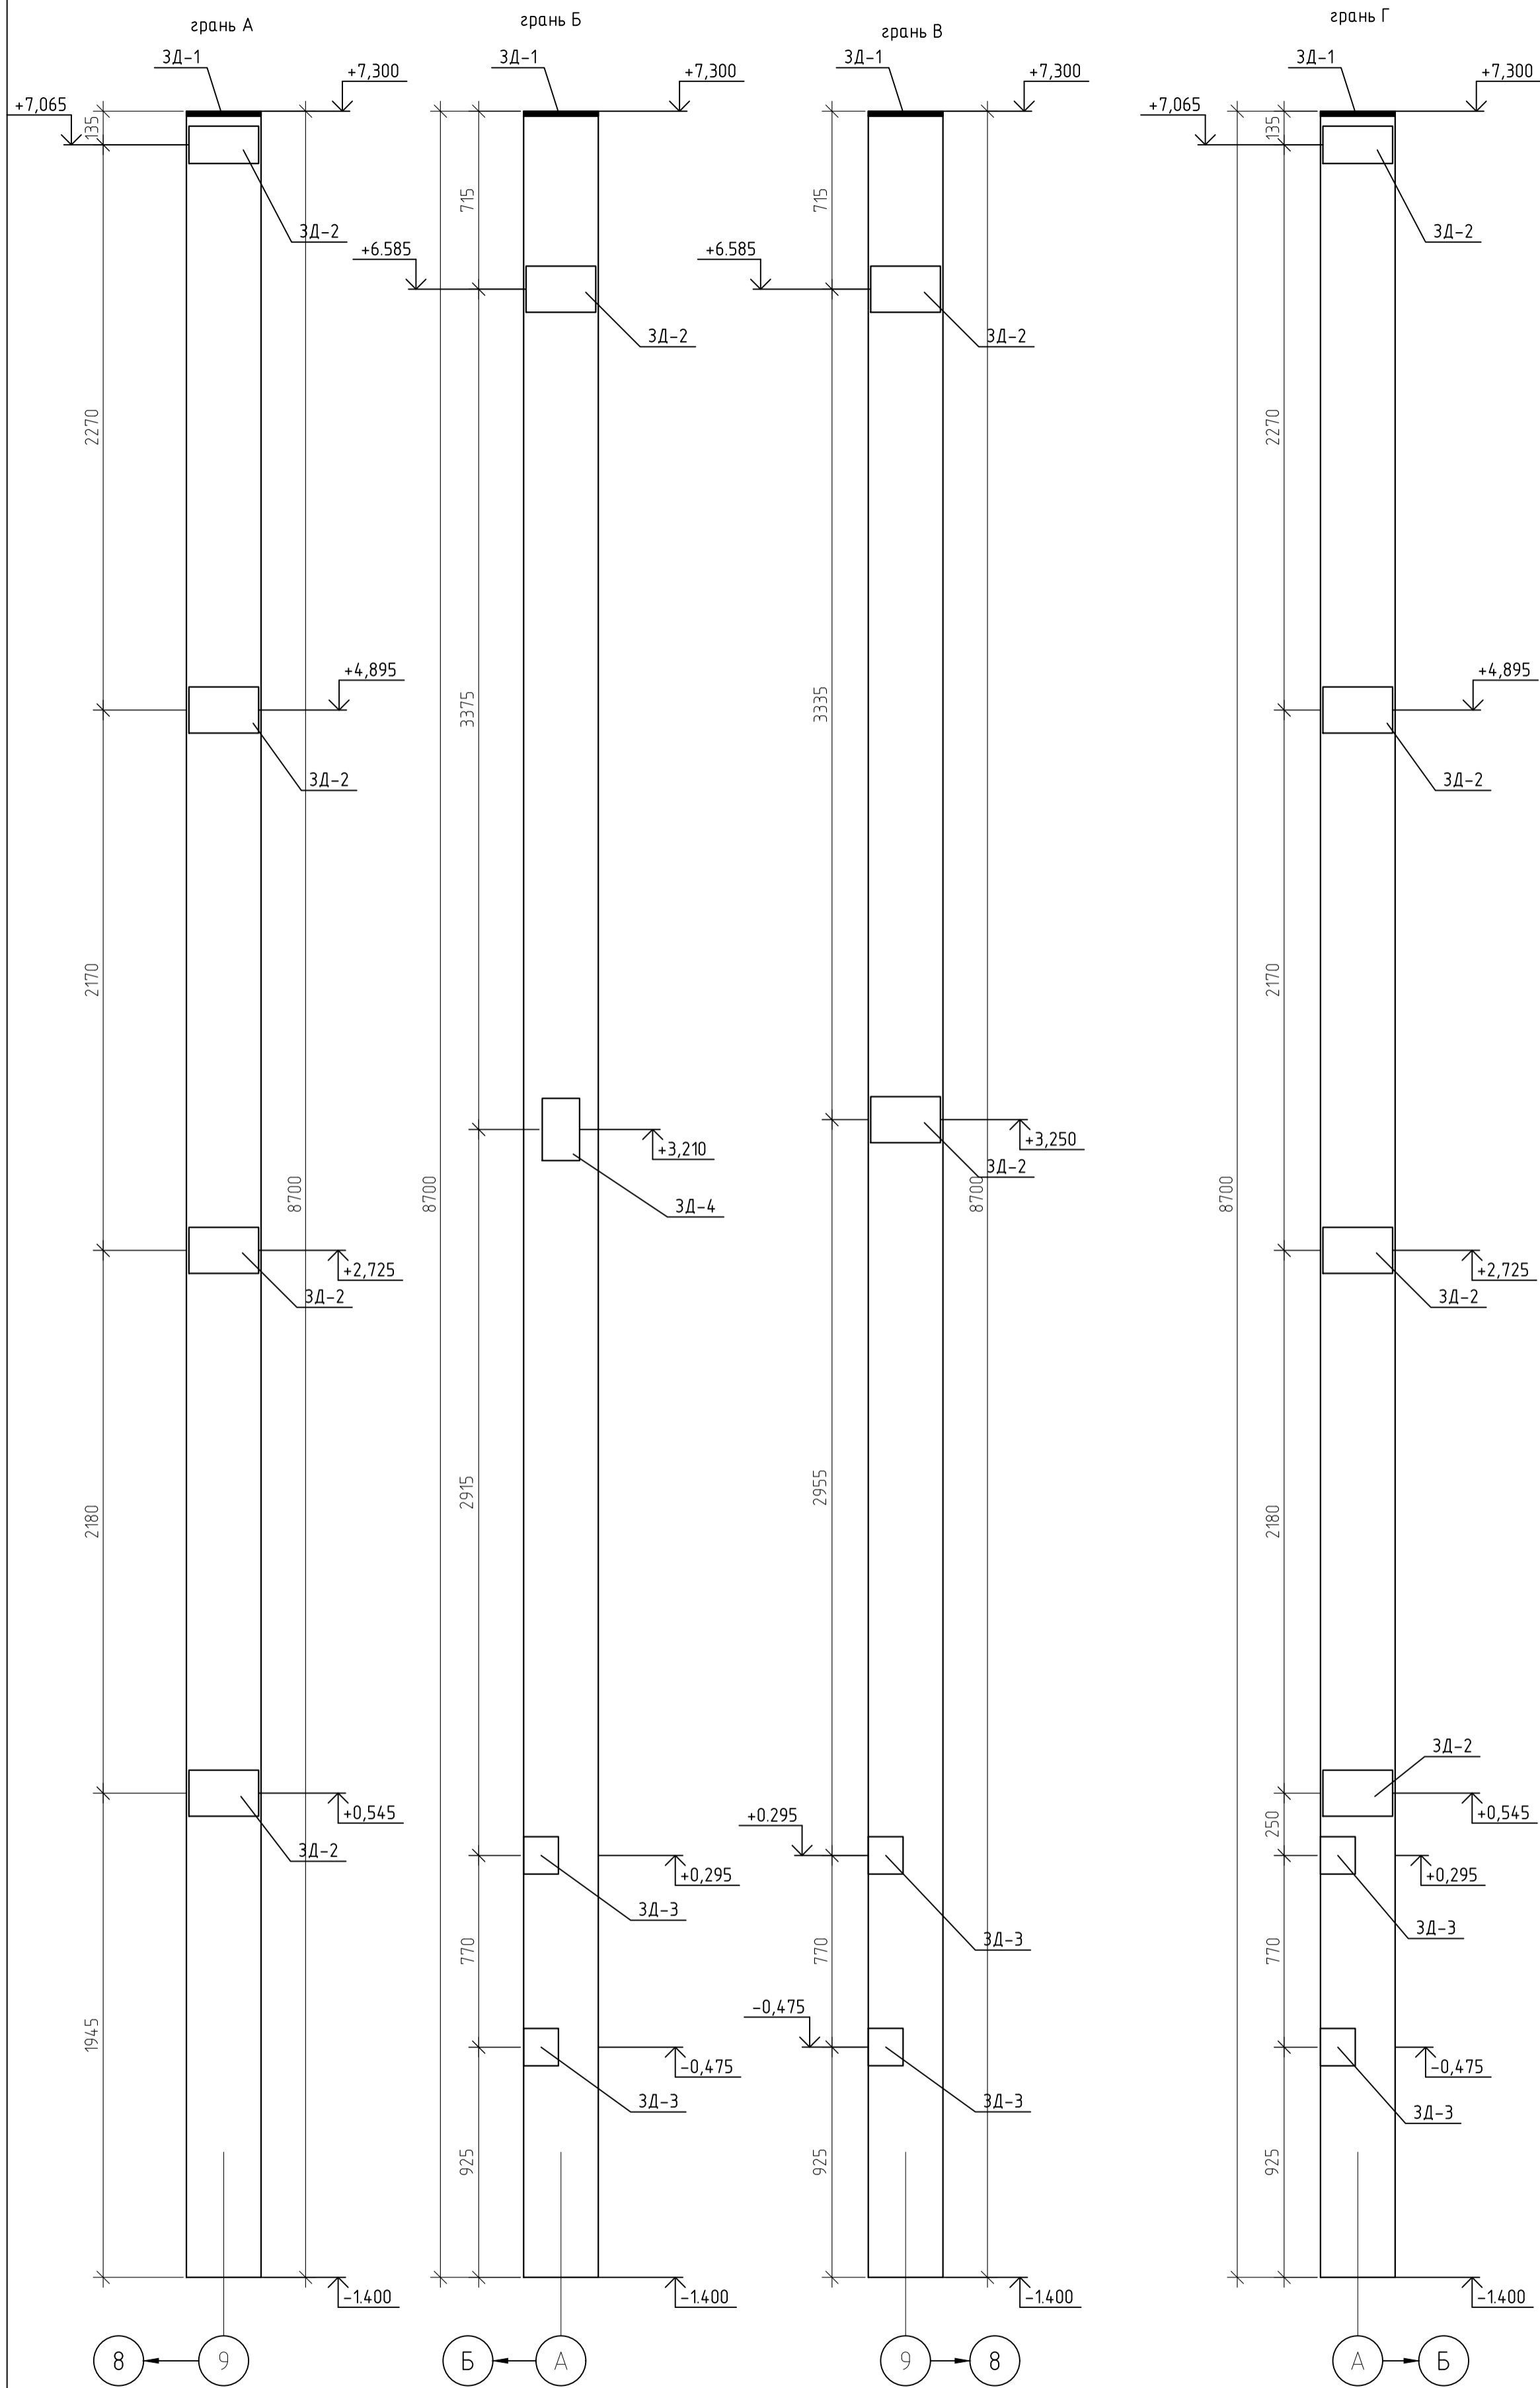 грань А
ЗД-1
+7,300
+7,065
135
ЗД-2
2270
+4,895
ЗД-2
2170
8700
+2,725
ЗД-2
2180
+0,545
ЗД-2
1945
-1.400
8
9
грань Б
ЗД-1
+7,300
715
+6.585
ЗД-2
3375
+3,210
8700
ЗД-4
2915
+0,295
ЗД-3
770
-0,475
ЗД-3
925
-1.400
Б
А
грань В
ЗД-1
+7,300
715
+6.585
ЗД-2
3335
+3,250
ЗД-2
8700
2955
+0.295
ЗД-3
770
-0,475
ЗД-3
925
-1.400
9
8
грань Г
ЗД-1
+7,300
+7,065
135
ЗД-2
2270
+4,895
ЗД-2
2170
8700
+2,725
ЗД-2
2180
ЗД-2
+0,545
250
+0,295
ЗД-3
770
-0,475
ЗД-3
925
-1.400
А
Б